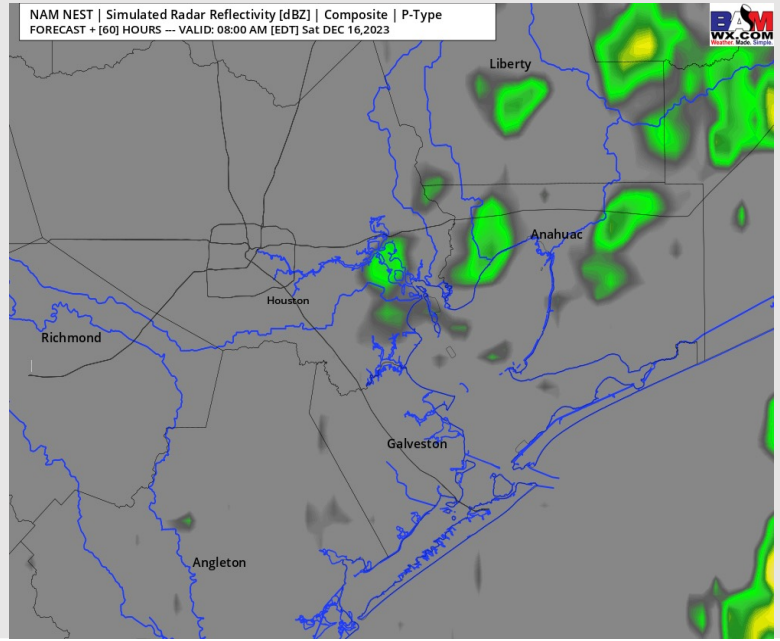 NAM NEST | Simulated Radar Reflectivity [dBZ] | Composite | P-Type
FORECAST + [60] HOURS --- VALID: 08:00 AM [EDT] Sat DEC 16,2023
BAM
WX.COM
Weather. Made. Simple.
Liberty
Anahuac
Houston
Richmond
Galveston
Angleton